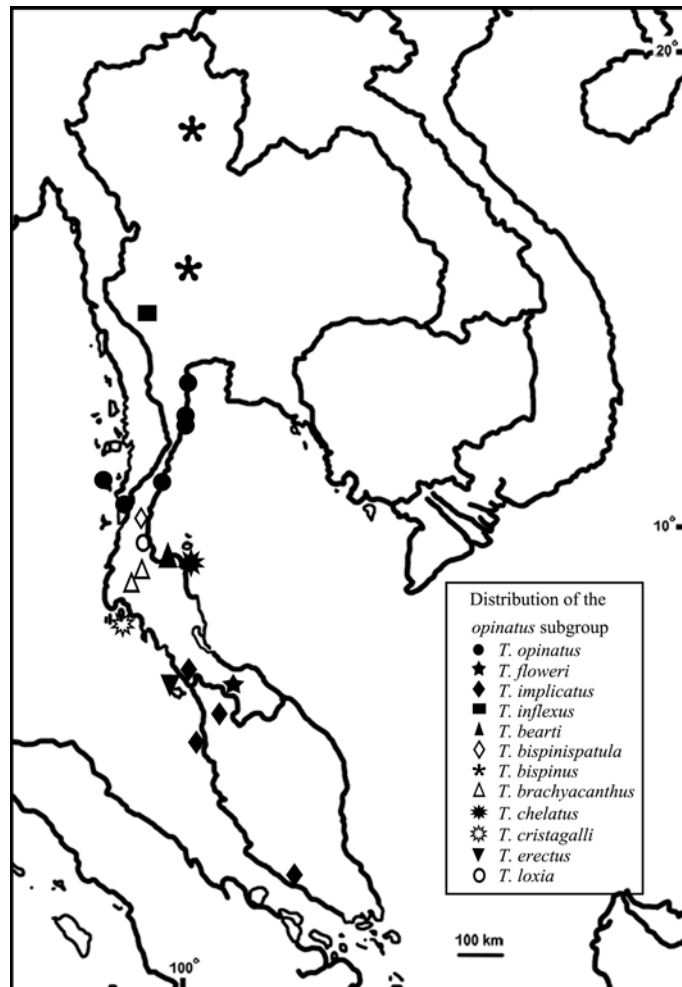 20°
10°
Distribution of the
opinatus subgroup
T. opinatus
T. floweri
T. implicatus
T. inflexus
T. bearti
T. bispinispatula
T. bispinus
T. brachyacanthus
T. chelatus
T. cristagalli
T. erectus
T. loxia
100 km
100°